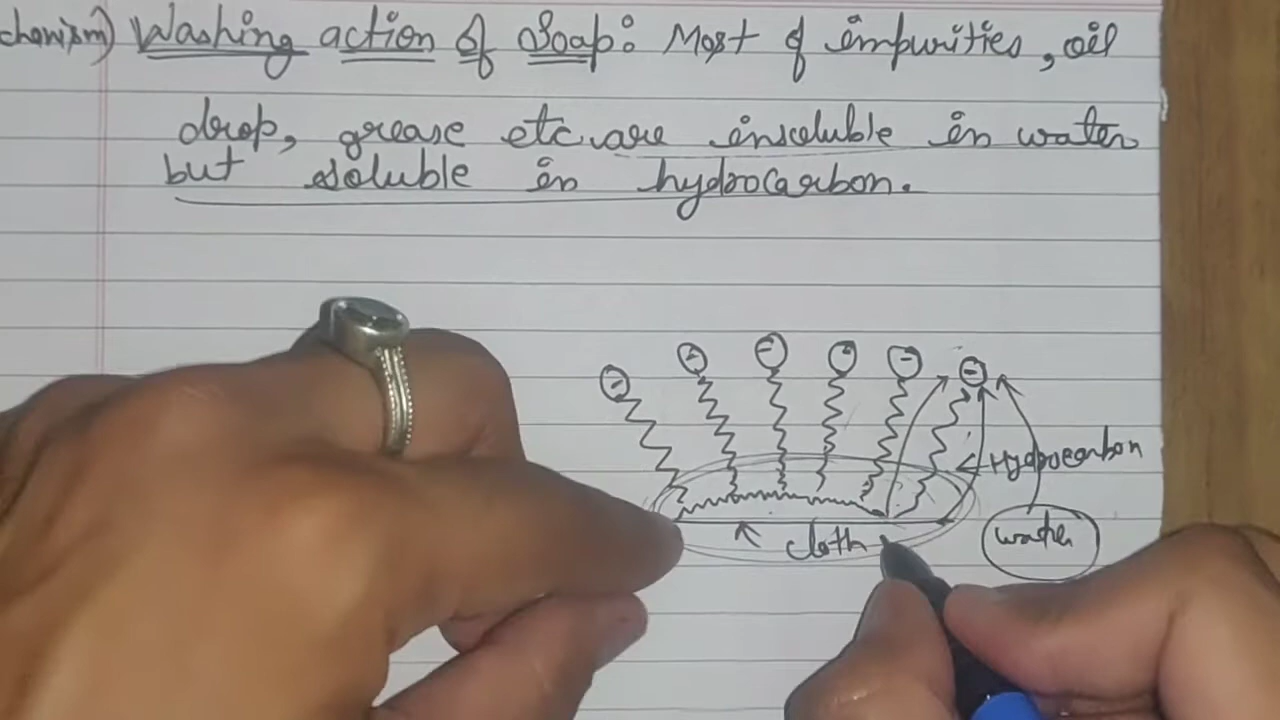 chanism) Washing action of Soap: Most of impurities, oil
drop, grease etc. are insoluble in water
but soluble in hydrocarbon.
Hydrocarbon
water
cloth